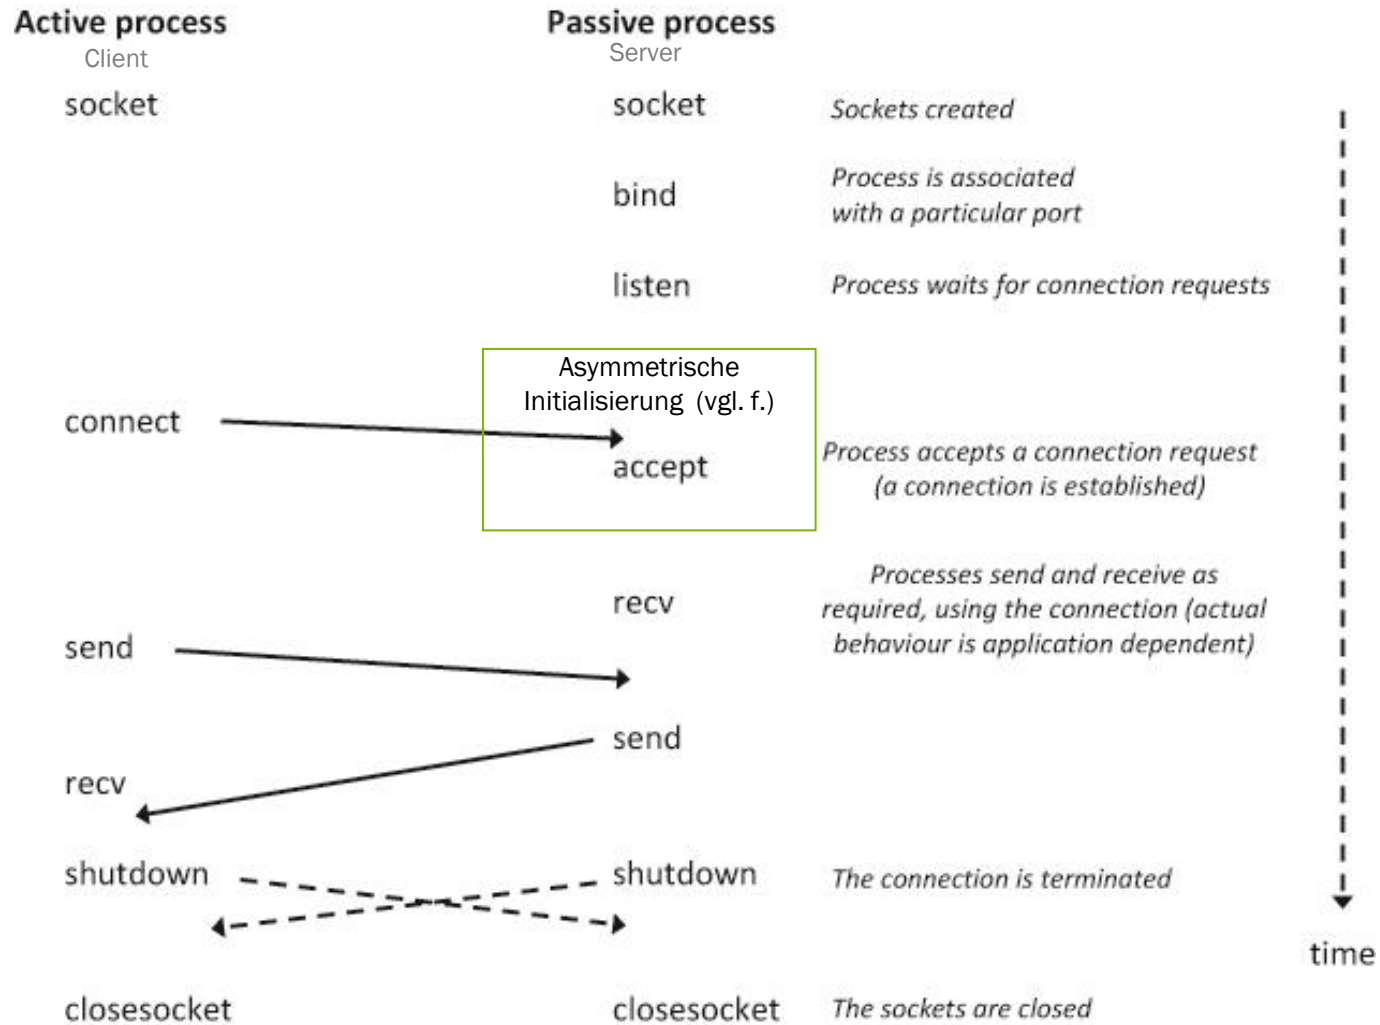 Active process
Passive process
Client
Server
socket
socket
Sockets created
bind
Process is associated
with a particular port
listen
Process waits for connection requests
Asymmetrische
Initialisierung (vgl. f.)
connect
accept
Process accepts a connection request
(a connection is established)
recv
Processes send and receive as
required, using the connection (actual
behaviour is application dependent)
send
send
recv
shutdown
shutdown
The connection is terminated
time
closesocket
closesocket
The sockets are closed